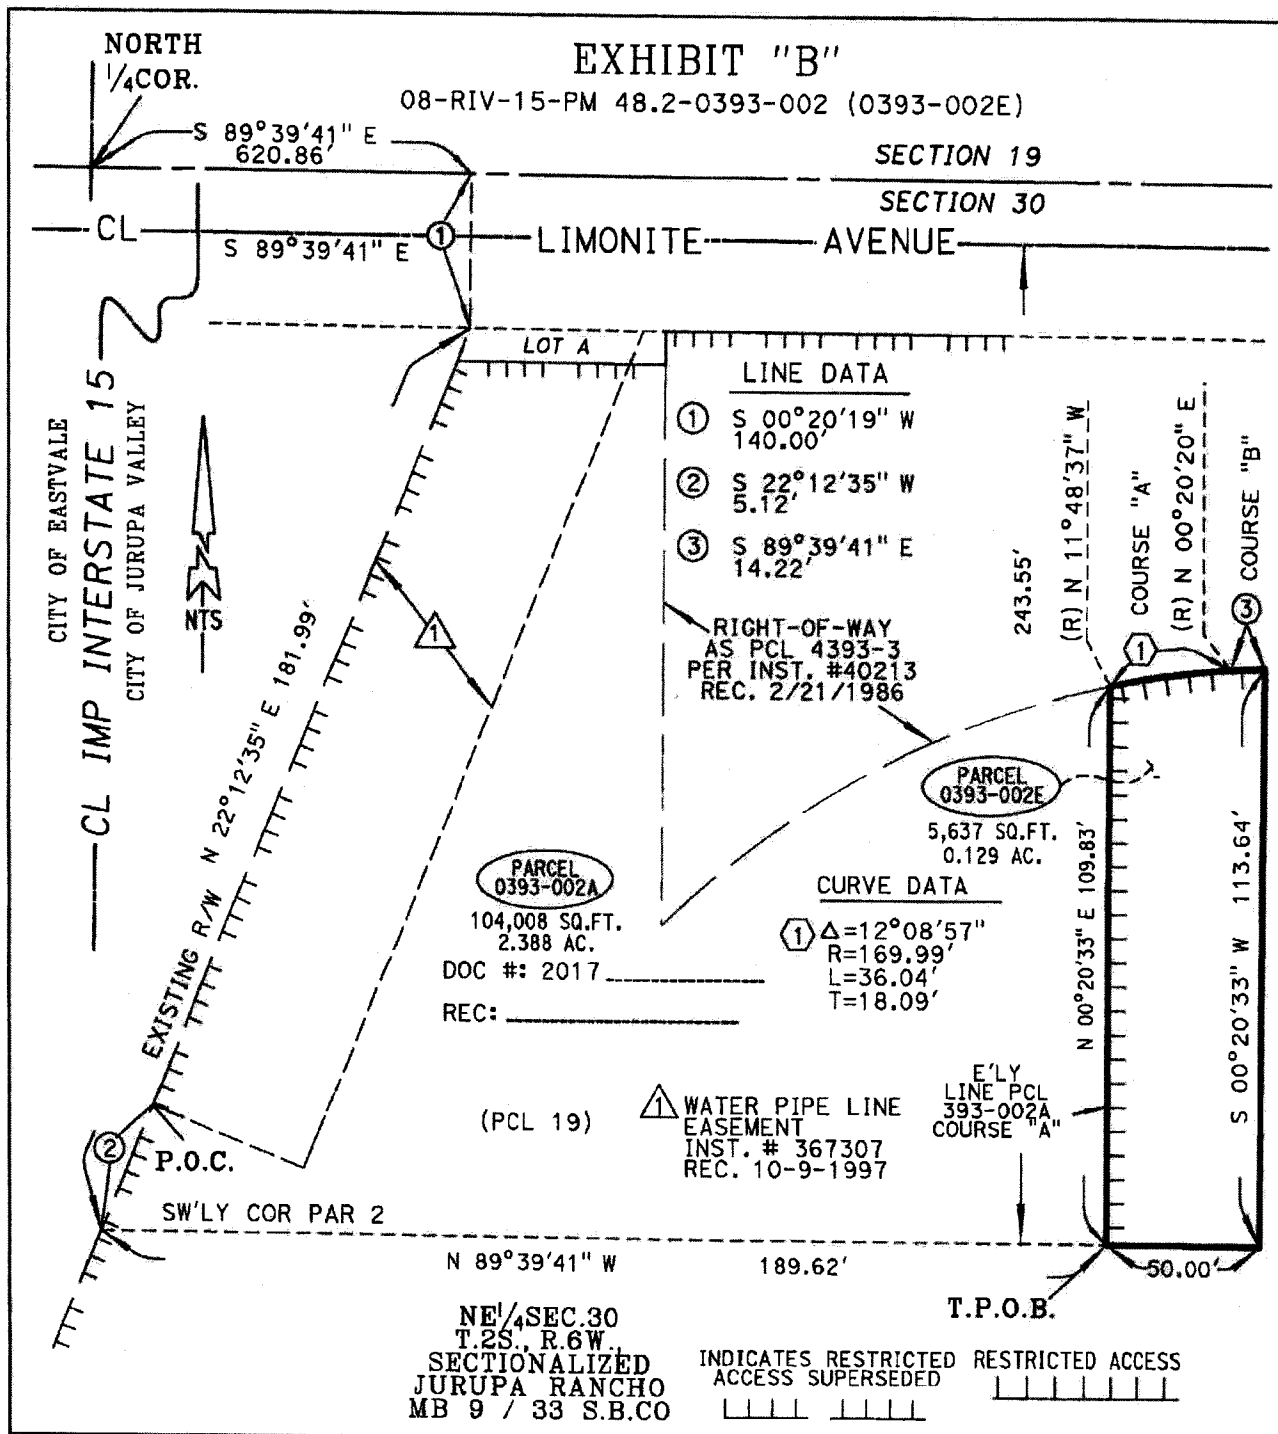 EXHIBIT "B"
08-RIV-15-PM 48.2-0393-002 (0393-002E)
NORTH
1/4 COR.
S 89°39'41" E
620.86'
SECTION 19
SECTION 30
CL
S 89°39'41" E
1
LIMONITE
AVENUE
LOT A
LINE DATA
1 S 00°20'19" W
140.00'
2 S 22°12'35" W
5.12'
3 S 89°39'41" E
14.22'
CITY OF EASTVALE
CL IMP INTERSTATE 15
CITY OF JURUPA VALLEY
NTS
EXISTING R/W N 22°12'35" E 181.99'
1
RIGHT-OF-WAY
AS PCL 4393-3
PER INST. #40213
REC. 2/21/1986
243.55'
(R) N 11°48'37" W
COURSE "A"
(R) N 00°20'20" E
COURSE "B"
1
3
PARCEL
0393-002E
5,637 SQ.FT.
0.129 AC.
PARCEL
0393-002A
104,008 SQ.FT.
2.388 AC.
DOC #: 2017
REC:
CURVE DATA
1 Δ=12°08'57"
R=169.99'
L=36.04'
T=18.09'
N 00°20'33" E 109.83'
S 00°20'33" W 113.64'
E'LY
LINE PCL
393-002A
COURSE "A"
(PCL 19)
1 WATER PIPE LINE
EASEMENT
INST. # 367307
REC. 10-9-1997
2
P.O.C.
SW'LY COR PAR 2
N 89°39'41" W
189.62'
50.00'
T.P.O.B.
NE1/4 SEC.30
T.2S., R.6W.,
SECTIONALIZED
JURUPA RANCHO
MB 9 / 33 S.B.CO
INDICATES RESTRICTED
ACCESS SUPERSEDED
RESTRICTED ACCESS